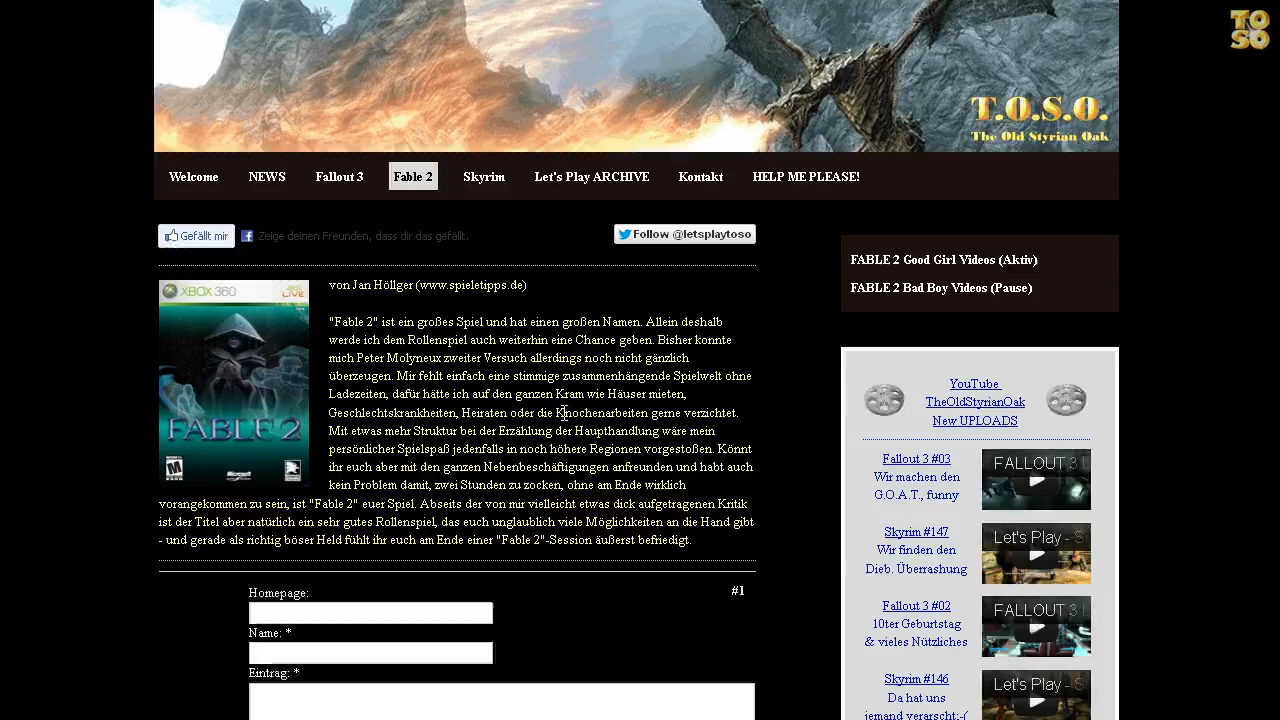 TO
SO
T.O.S.O.
The Old Styrian Oak
Welcome NEWS Fallout 3 Fable 2 Skyrim Let's Play ARCHIVE Kontakt HELP ME PLEASE!
Gefällt mir Zeige deinen Freunden, dass dir das gefällt.
Follow @letsplaytoso
XBOX 360 LIVE
FABLE 2
M
von Jan Höllger (www.spieletipps.de)
"Fable 2" ist ein großes Spiel und hat einen großen Namen. Allein deshalb
werde ich dem Rollenspiel auch weiterhin eine Chance geben. Bisher konnte
mich Peter Molyneux zweiter Versuch allerdings noch nicht gänzlich
überzeugen. Mir fehlt einfach eine stimmige zusammenhängende Spielwelt ohne
Ladezeiten, dafür hätte ich auf den ganzen Kram wie Häuser mieten,
Geschlechtskrankheiten, Heiraten oder die Knochenarbeiten gerne verzichtet.
Mit etwas mehr Struktur bei der Erzählung der Haupthandlung wäre mein
persönlicher Spielspaß jedenfalls in noch höhere Regionen vorgestoßen. Könnt
ihr euch aber mit den ganzen Nebenbeschäftigungen anfreunden und habt auch
kein Problem damit, zwei Stunden zu zocken, ohne am Ende wirklich
vorangekommen zu sein, ist "Fable 2" euer Spiel. Abseits der von mir vielleicht etwas dick aufgetragenen Kritik
ist der Titel aber natürlich ein sehr gutes Rollenspiel, das euch unglaublich viele Möglichkeiten an die Hand gibt
- und gerade als richtig böser Held fühlt ihr euch am Ende einer "Fable 2"-Session äußerst befriedigt.
#1
Homepage:
Name: *
Eintrag: *
FABLE 2 Good Girl Videos (Aktiv)
FABLE 2 Bad Boy Videos (Pause)
YouTube
TheOldStyrianOak
New UPLOADS
Fallout 3 #03
Wir machen den
G.O.A.T., funny
FALLOUT 3
Skyrim #147
Wir finden den
Dieb. Überrashung
Let's Play - S
Fallout 3 #02
10ter Geburtstag
& vieles Nützliches
FALLOUT 3
Skyrim #146
Da hat uns
jemand verarscht:-(
Let's Play - S